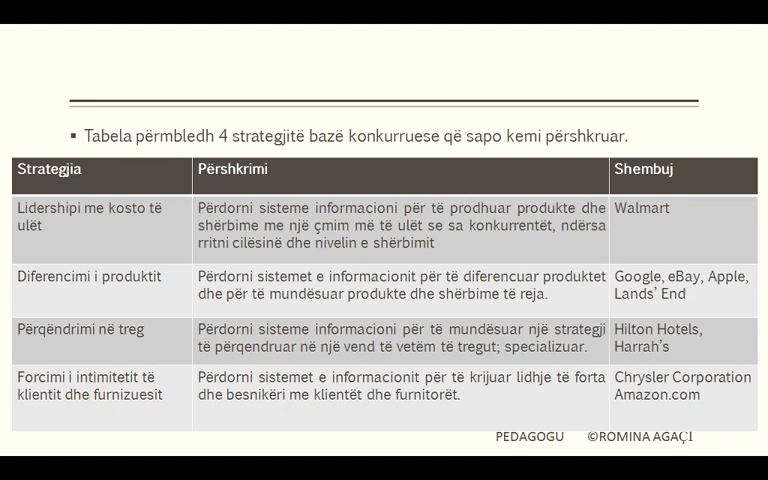 ▪ Tabela përmbledh 4 strategjitë bazë konkurruese që sapo kemi përshkruar.
Strategjia Përshkrimi Shembuj
Lidershipi me kosto të ulët
Përdorni sisteme informacioni për të prodhuar produkte dhe
shërbime me një çmim më të ulët se sa konkurrentët, ndërsa
rritni cilësinë dhe nivelin e shërbimit
Walmart
Diferencimi i produktit
Përdorni sistemet e informacionit për të diferencuar produktet
dhe për të mundësuar produkte dhe shërbime të reja.
Google, eBay, Apple,
Lands’ End
Përqëndrimi në treg
Përdorni sisteme informacioni për të mundësuar një strategji
të përqendruar në një vend të vetëm të tregut; specializuar.
Hilton Hotels,
Harrah’s
Forcimi i intimitetit të
klientit dhe furnizuesit
Përdorni sistemet e informacionit për të krijuar lidhje të forta
dhe besnikëri me klientët dhe furnitorët.
Chrysler Corporation
Amazon.com
PEDAGOGU ©ROMINA AGAÇI